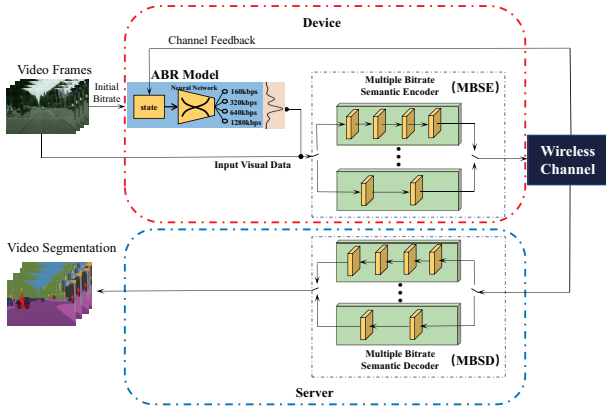 Device
Channel Feedback
Video Frames
Initial
Bitrate
ABR Model
Neural Network
state
160kbps
320kbps
640kbps
1280kbps
Multiple Bitrate
Semantic Encoder
(MBSE)
Input Visual Data
Wireless
Channel
Video Segmentation
Multiple Bitrate
Semantic Decoder
(MBSD)
Server